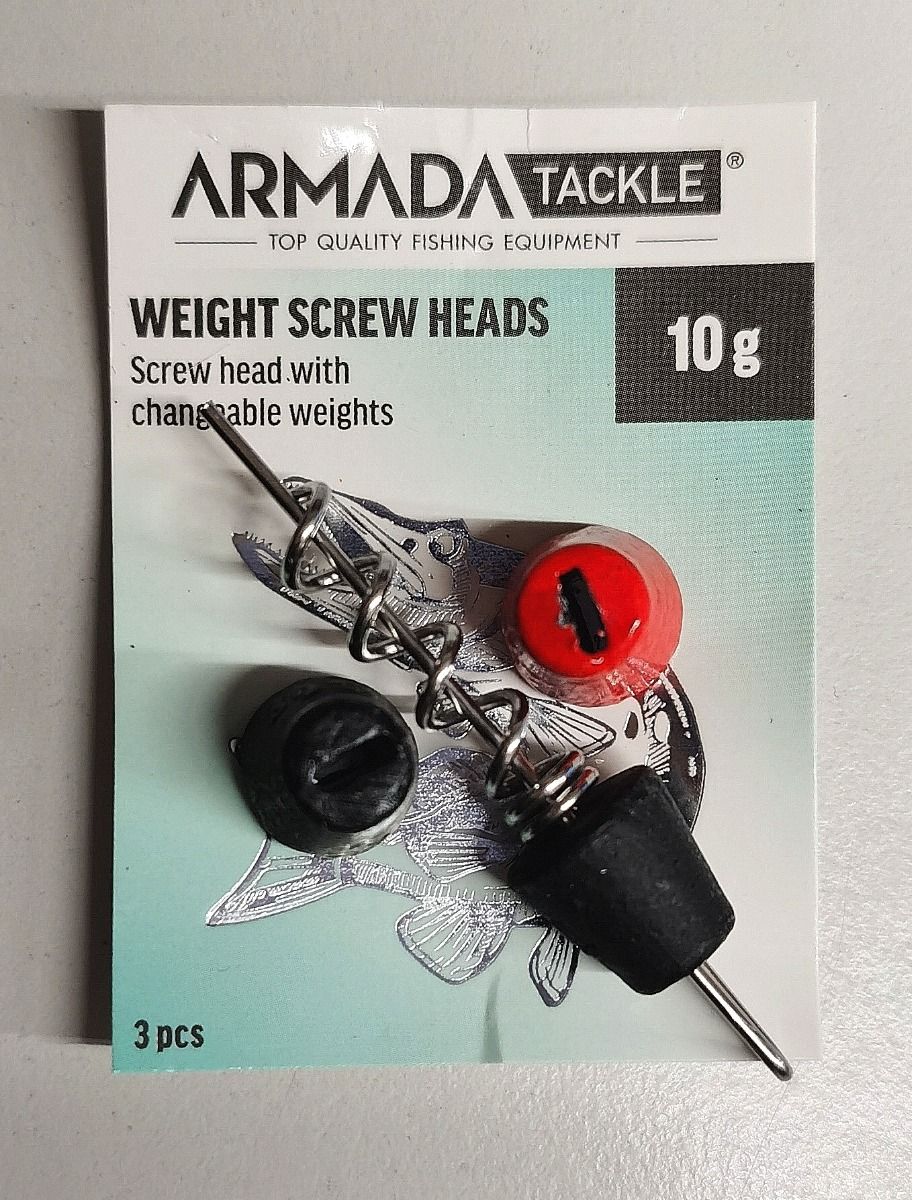 ARMADA TACKLE®
TOP QUALITY FISHING EQUIPMENT
WEIGHT SCREW HEADS
10 g
Screw head with
changeable weights
3 pcs